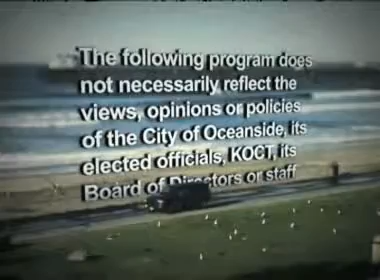 The following program does
not necessarily reflect the
views, opinions or policies
of the City of Oceanside, its
elected officials, KOCT, its
Board of Directors or staff